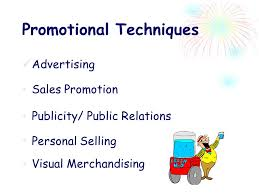 Promotional Techniques
✓ Advertising
• Sales Promotion
• Publicity/ Public Relations
• Personal Selling
• Visual Merchandising